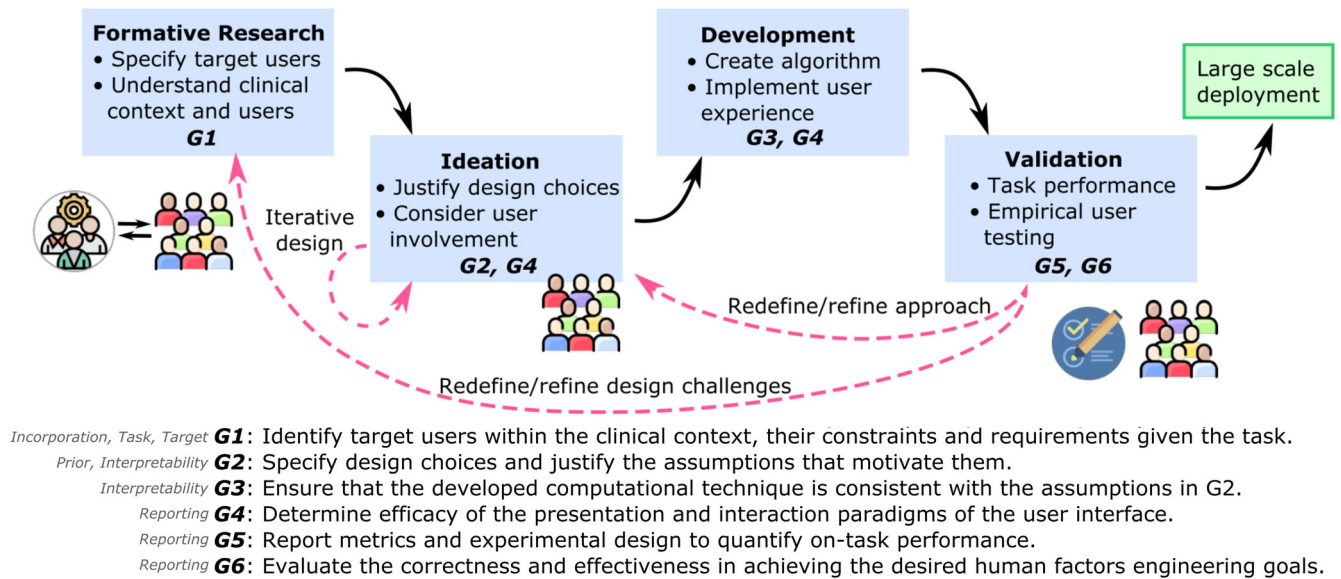 Formative Research
• Specify target users
• Understand clinical
context and users
G1
Ideation
• Justify design choices
• Consider user
involvement
G2, G4
Development
• Create algorithm
• Implement user
experience
G3, G4
Validation
• Task performance
• Empirical user
testing
G5, G6
Large scale
deployment
Iterative
design
Redefine/refine approach
Redefine/refine design challenges
Incorporation, Task, Target G1: Identify target users within the clinical context, their constraints and requirements given the task.
Prior, Interpretability G2: Specify design choices and justify the assumptions that motivate them.
Interpretability G3: Ensure that the developed computational technique is consistent with the assumptions in G2.
Reporting G4: Determine efficacy of the presentation and interaction paradigms of the user interface.
Reporting G5: Report metrics and experimental design to quantify on-task performance.
Reporting G6: Evaluate the correctness and effectiveness in achieving the desired human factors engineering goals.